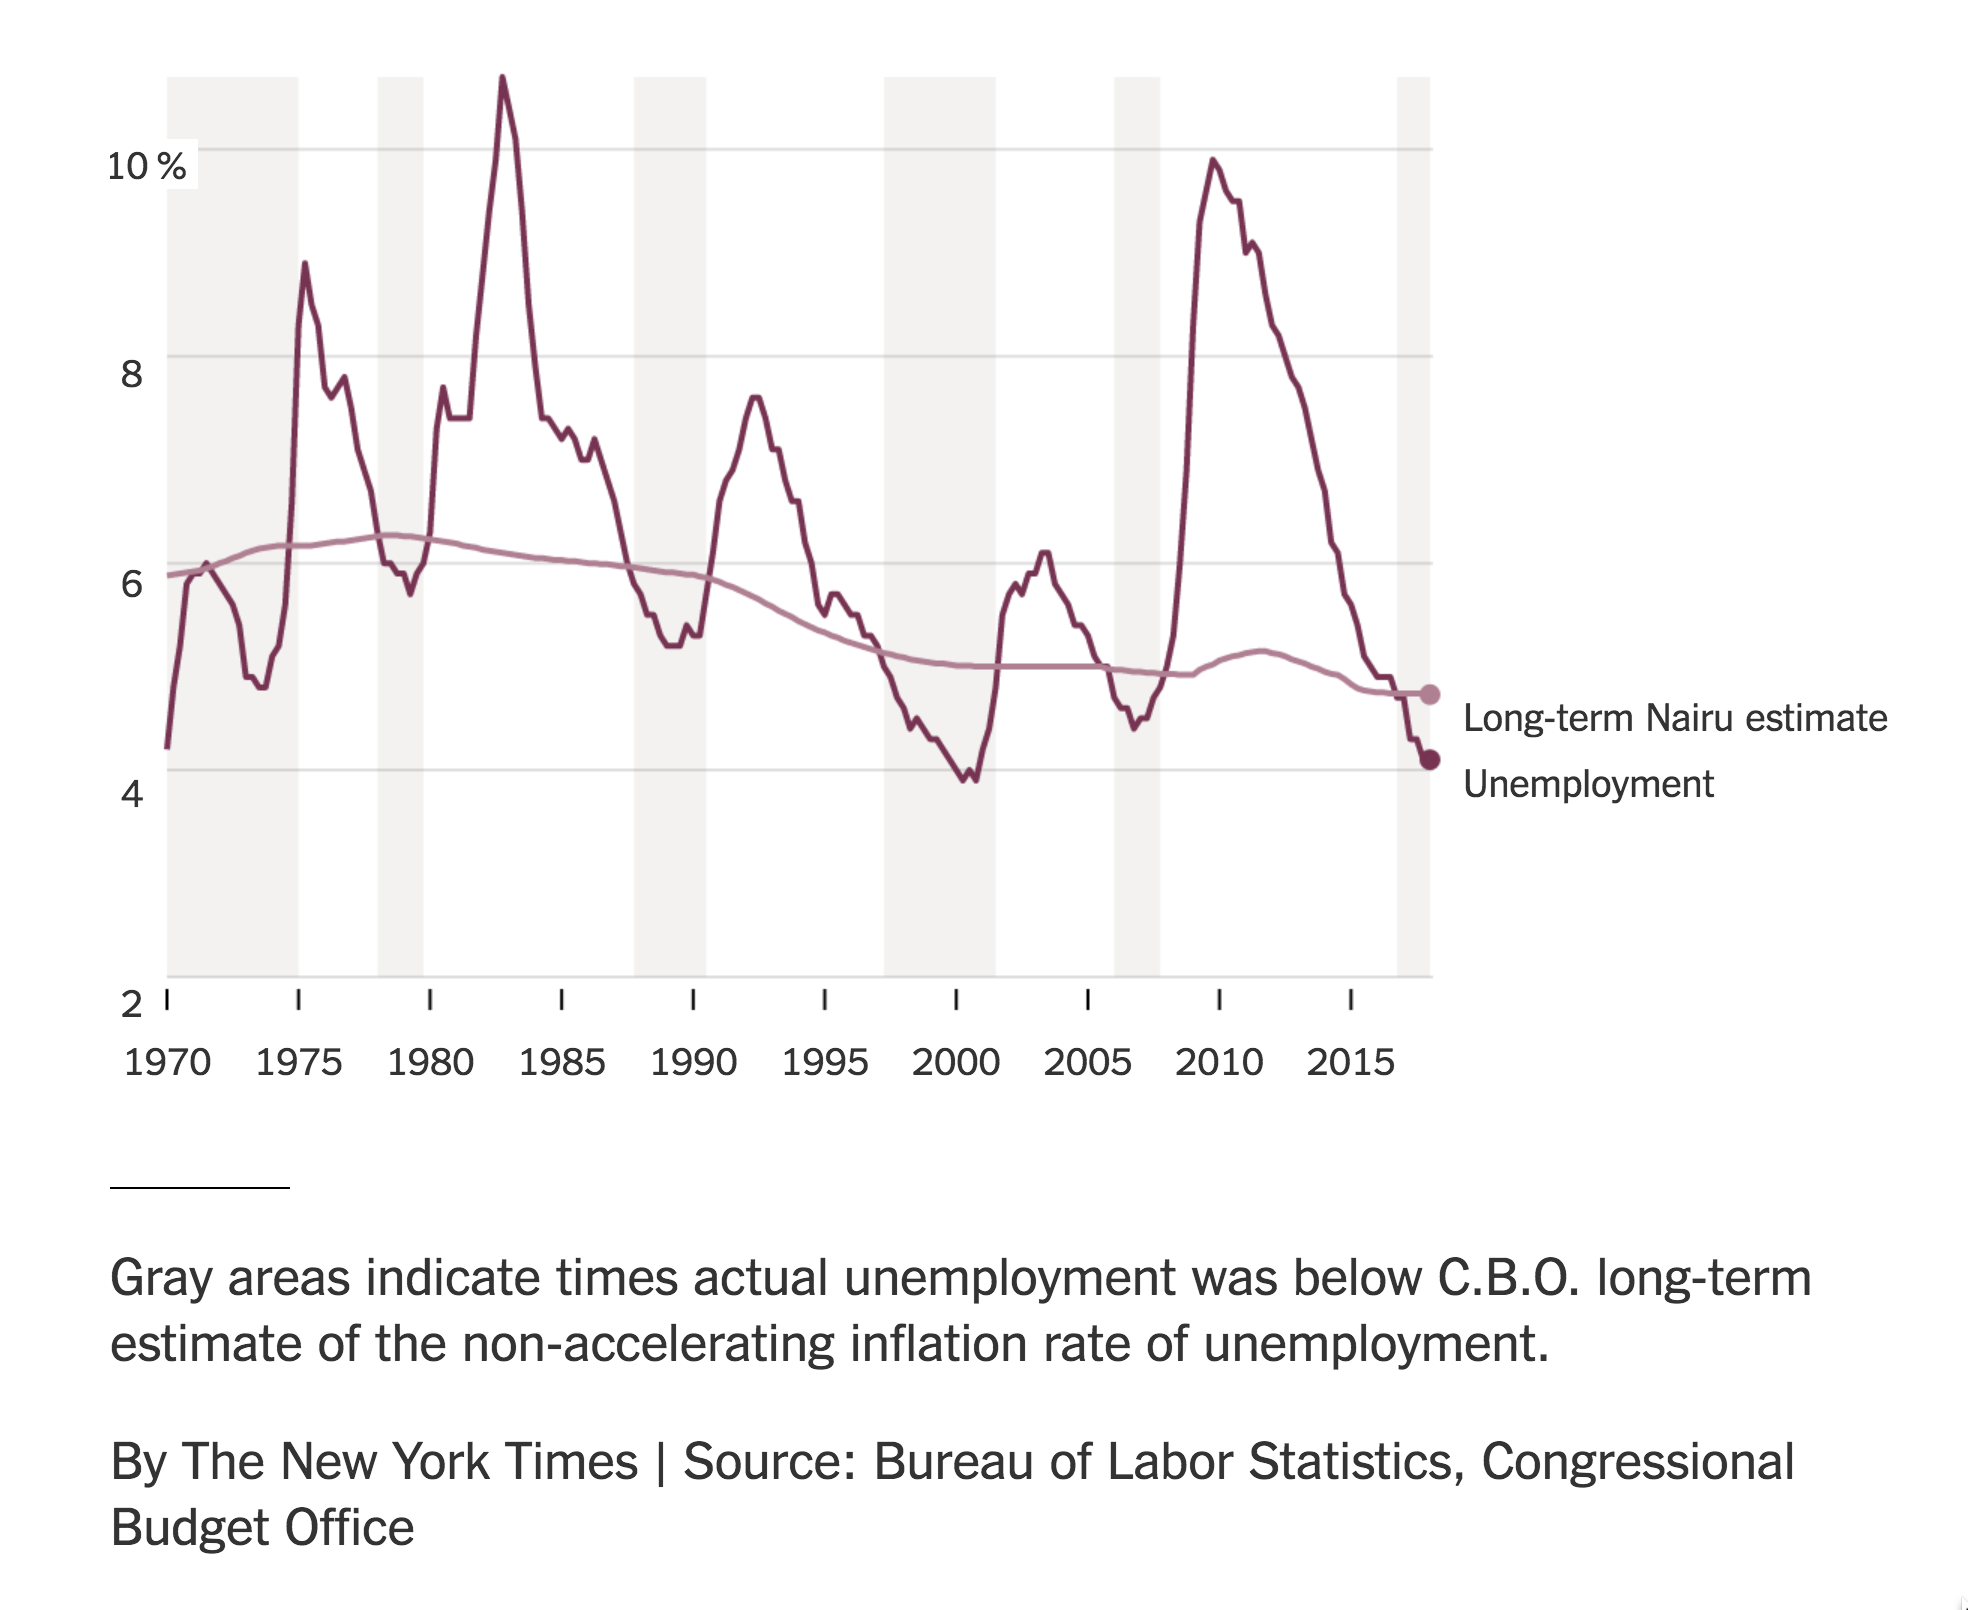 10 %
8
6
4
2
Long-term Nairu estimate
Unemployment
1970 1975 1980 1985 1990 1995 2000 2005 2010 2015
Gray areas indicate times actual unemployment was below C.B.O. long-term
estimate of the non-accelerating inflation rate of unemployment.
By The New York Times | Source: Bureau of Labor Statistics, Congressional
Budget Office